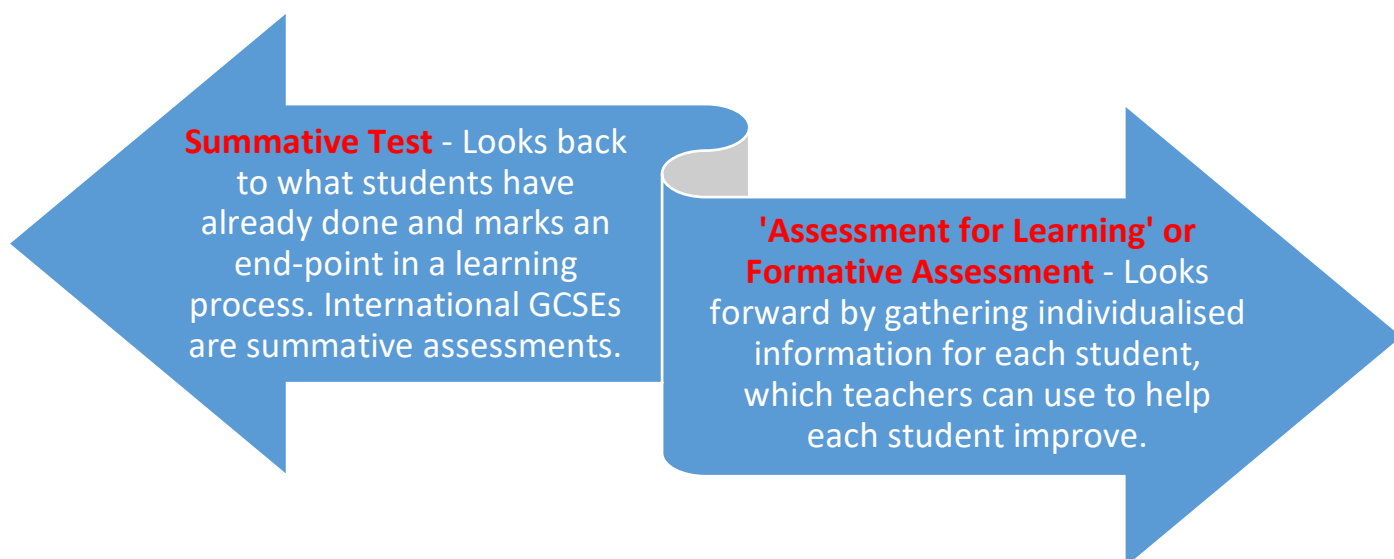 Summative Test - Looks back
to what students have
already done and marks an
end-point in a learning
process. International GCSEs
are summative assessments.
'Assessment for Learning' or
Formative Assessment - Looks
forward by gathering individualised
information for each student,
which teachers can use to help
each student improve.